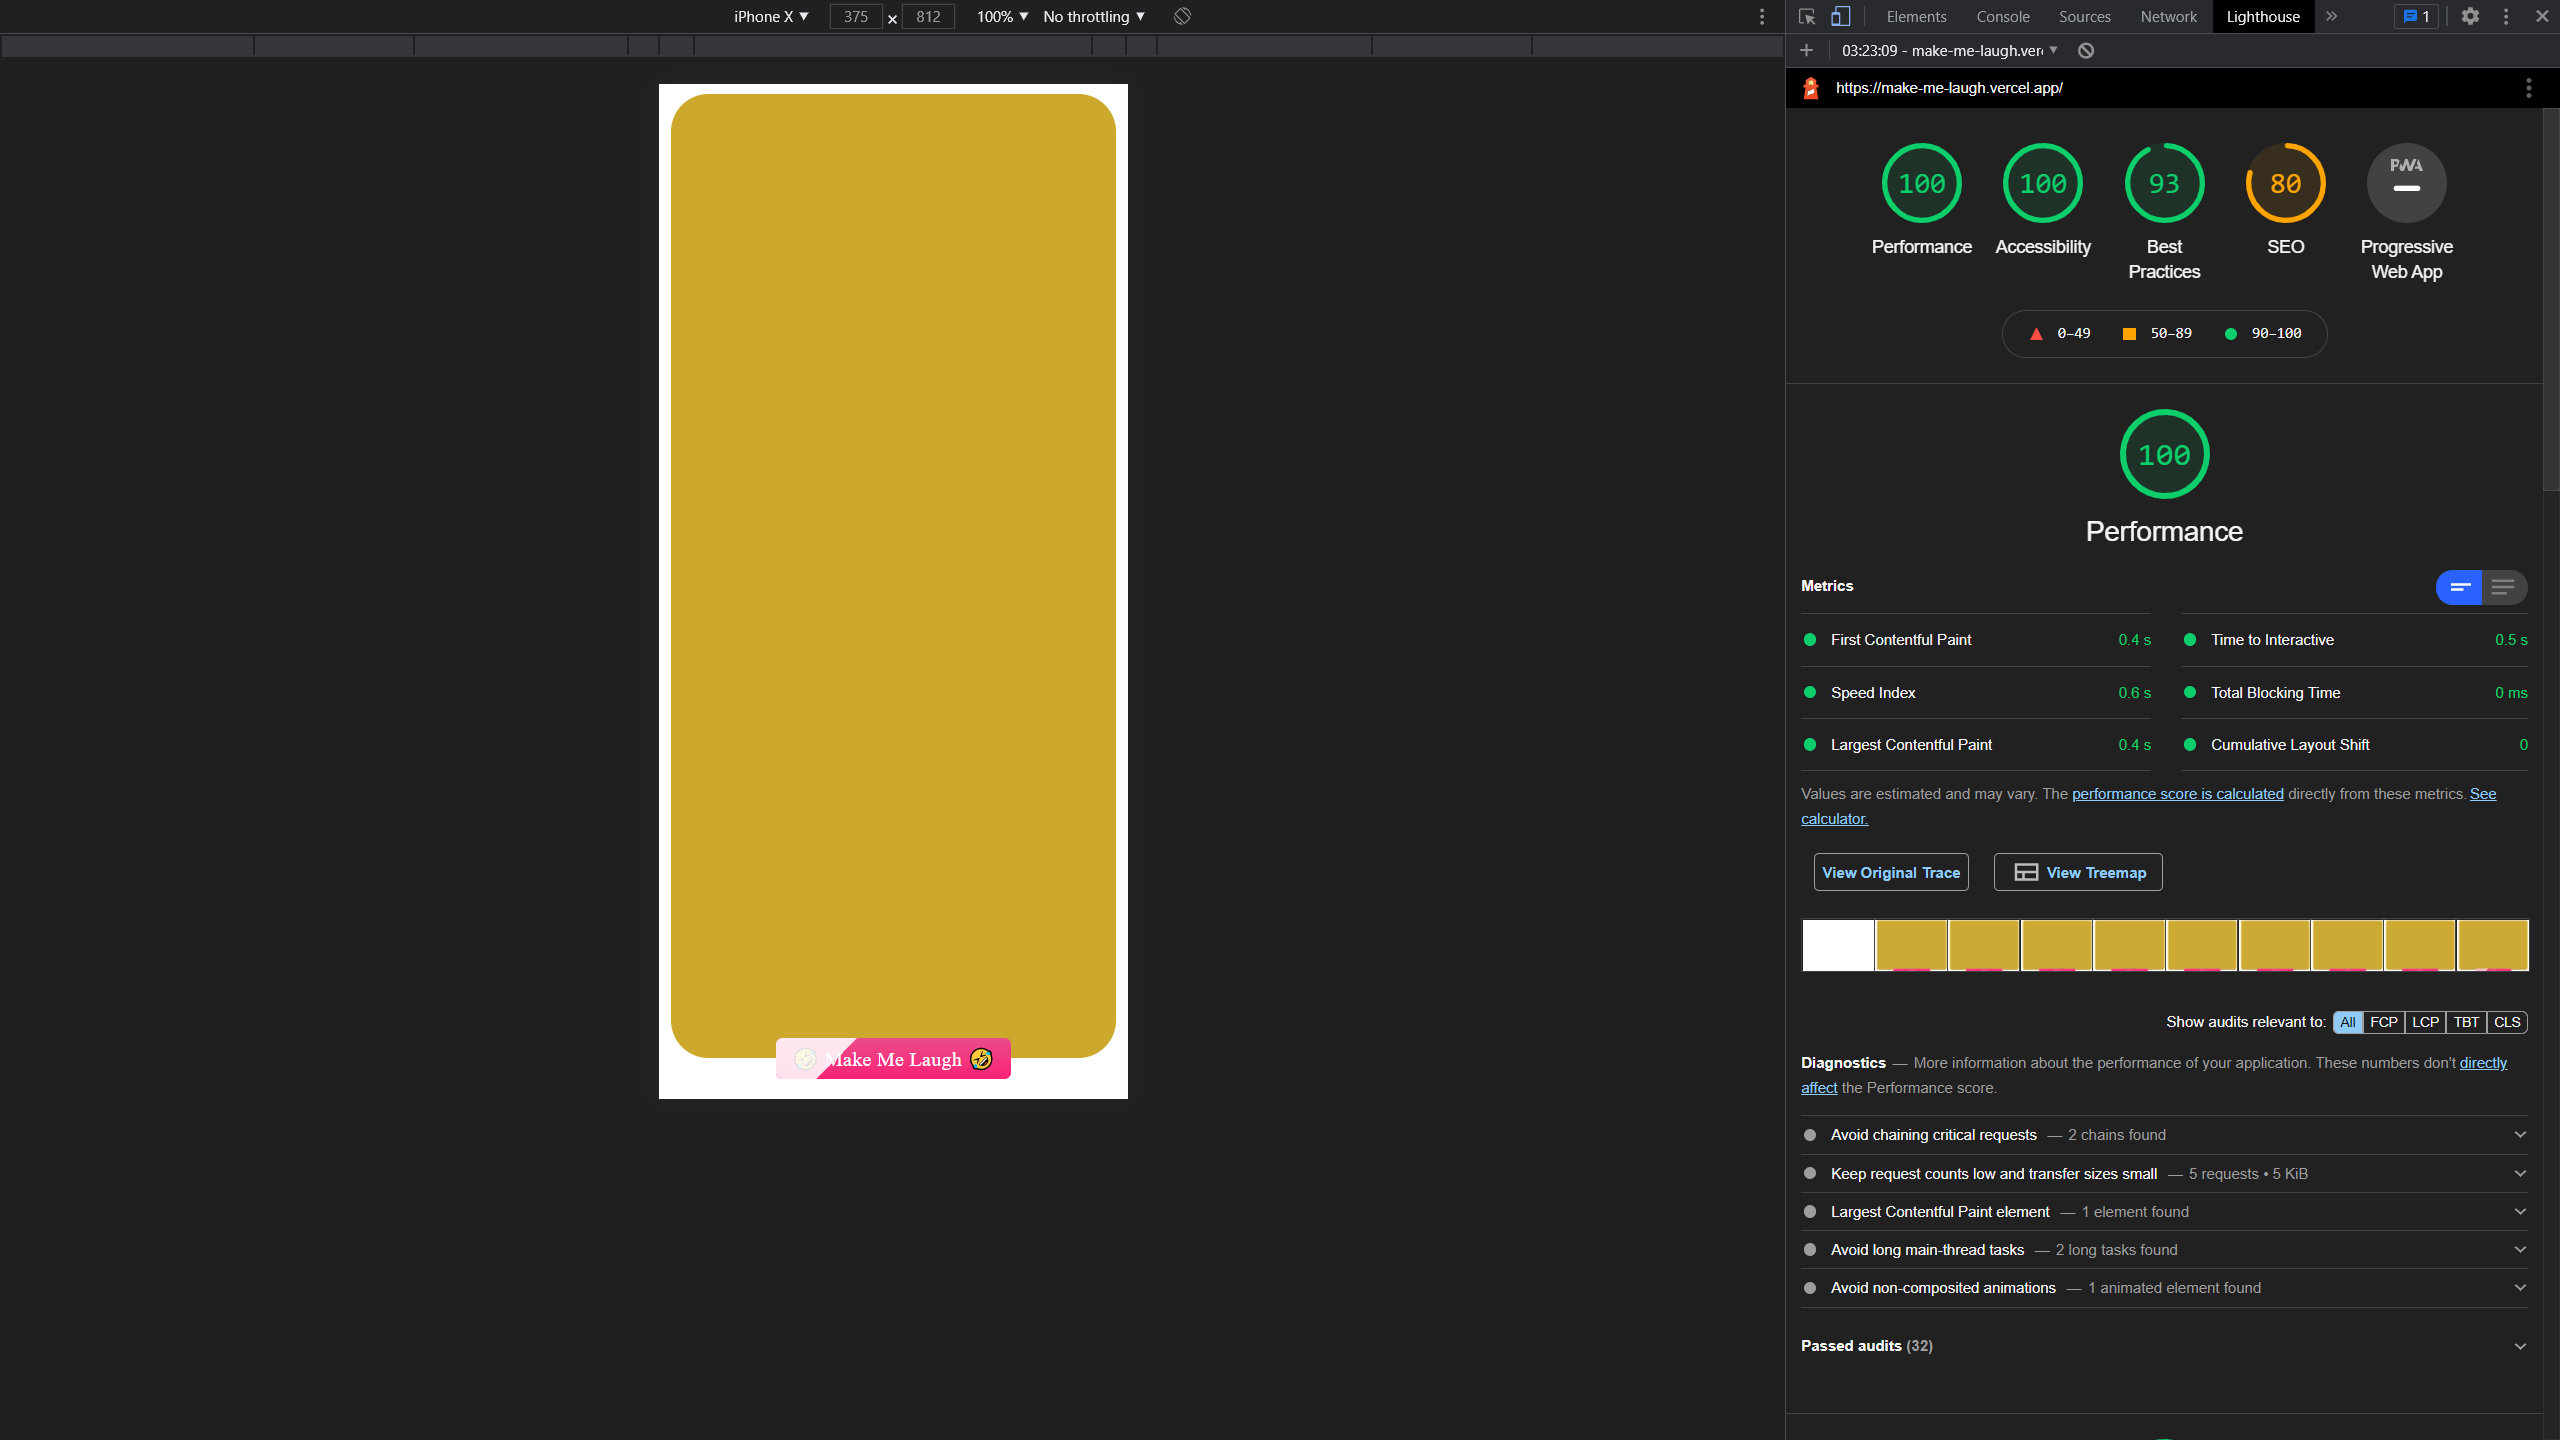 iPhone X ▼ 375 × 812 100% ▼ No throttling ▼
Elements Console Sources Network Lighthouse » 1
03:23:09 - make-me-laugh.ver
https://make-me-laugh.vercel.app/
100 100 93 80 PWA
Performance Accessibility Best Practices SEO Progressive Web App
0–49 50–89 90–100
100
Performance
Metrics
First Contentful Paint 0.4 s Time to Interactive 0.5 s
Speed Index 0.6 s Total Blocking Time 0 ms
Largest Contentful Paint 0.4 s Cumulative Layout Shift 0
Values are estimated and may vary. The performance score is calculated directly from these metrics. See
calculator.
View Original Trace View Treemap
Show audits relevant to: All FCP LCP TBT CLS
Diagnostics — More information about the performance of your application. These numbers don't directly
affect the Performance score.
Avoid chaining critical requests — 2 chains found
Keep request counts low and transfer sizes small — 5 requests • 5 KiB
Largest Contentful Paint element — 1 element found
Avoid long main-thread tasks — 2 long tasks found
Avoid non-composited animations — 1 animated element found
Passed audits (32)
🤣 Make Me Laugh 🤣